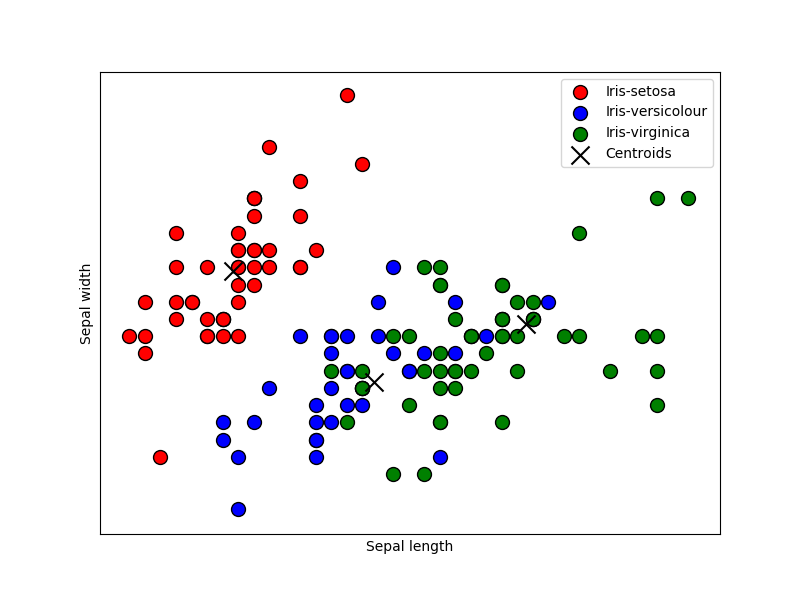 Iris-setosa
Iris-versicolour
Iris-virginica
Centroids
Sepal width
Sepal length